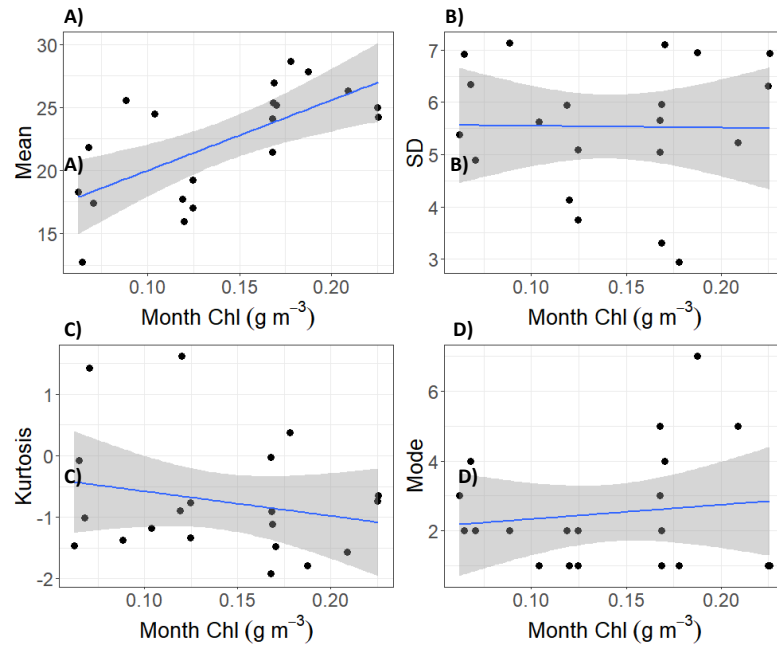 A) B)
30
25
20
15
Mean
A)
0.10 0.15 0.20
Month Chl (g m⁻³)
7
6
5
4
3
SD
B)
0.10 0.15 0.20
Month Chl (g m⁻³)
C) D)
1
0
-1
-2
Kurtosis
C)
0.10 0.15 0.20
Month Chl (g m⁻³)
6
4
2
Mode
D)
0.10 0.15 0.20
Month Chl (g m⁻³)